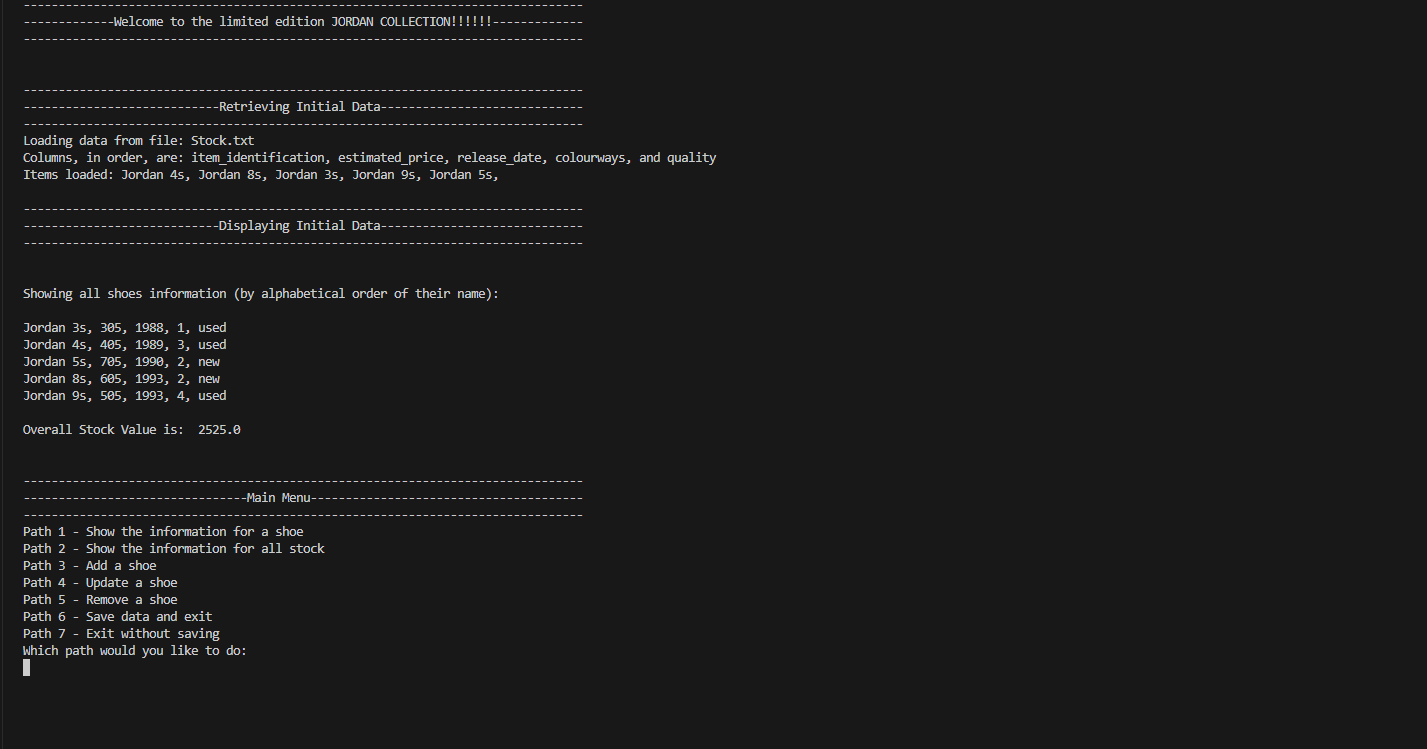 --------------------------------------------------------------------------------
-------------Welcome to the limited edition JORDAN COLLECTION!!!!!!-------------
--------------------------------------------------------------------------------
--------------------------------------------------------------------------------
----------------------------Retrieving Initial Data-----------------------------
--------------------------------------------------------------------------------
Loading data from file: Stock.txt
Columns, in order, are: item_identification, estimated_price, release_date, colourways, and quality
Items loaded: Jordan 4s, Jordan 8s, Jordan 3s, Jordan 9s, Jordan 5s,
--------------------------------------------------------------------------------
----------------------------Displaying Initial Data-----------------------------
--------------------------------------------------------------------------------
Showing all shoes information (by alphabetical order of their name):
Jordan 3s, 305, 1988, 1, used
Jordan 4s, 405, 1989, 3, used
Jordan 5s, 705, 1990, 2, new
Jordan 8s, 605, 1993, 2, new
Jordan 9s, 505, 1993, 4, used
Overall Stock Value is:  2525.0
--------------------------------------------------------------------------------
--------------------------------Main Menu---------------------------------------
--------------------------------------------------------------------------------
Path 1 - Show the information for a shoe
Path 2 - Show the information for all stock
Path 3 - Add a shoe
Path 4 - Update a shoe
Path 5 - Remove a shoe
Path 6 - Save data and exit
Path 7 - Exit without saving
Which path would you like to do: